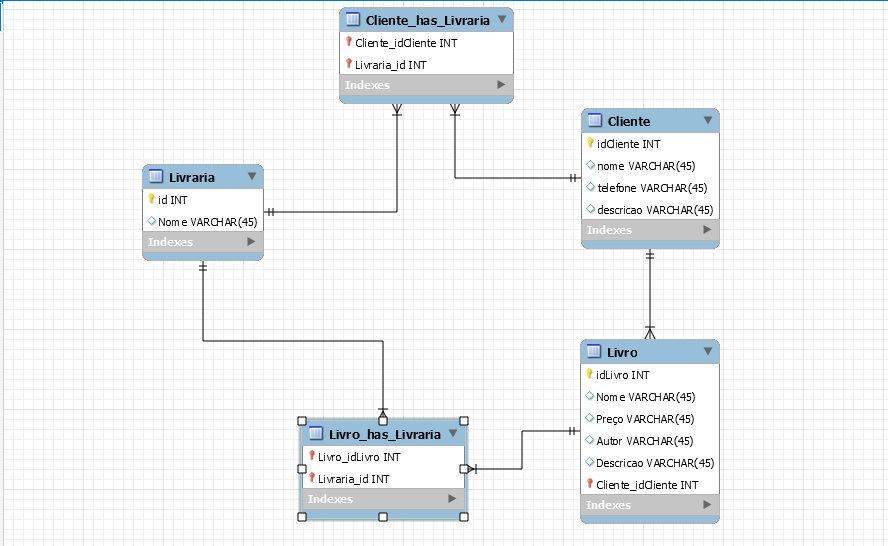 Cliente_has_Livraria
Cliente_idCliente INT
Livraria_id INT
Indexes
Cliente
idCliente INT
nome VARCHAR(45)
telefone VARCHAR(45)
descricao VARCHAR(45)
Indexes
Livraria
id INT
Nome VARCHAR(45)
Indexes
Livro
idLivro INT
Nome VARCHAR(45)
Preço VARCHAR(45)
Autor VARCHAR(45)
Descricao VARCHAR(45)
Cliente_idCliente INT
Indexes
Livro_has_Livraria
Livro_idLivro INT
Livraria_id INT
Indexes